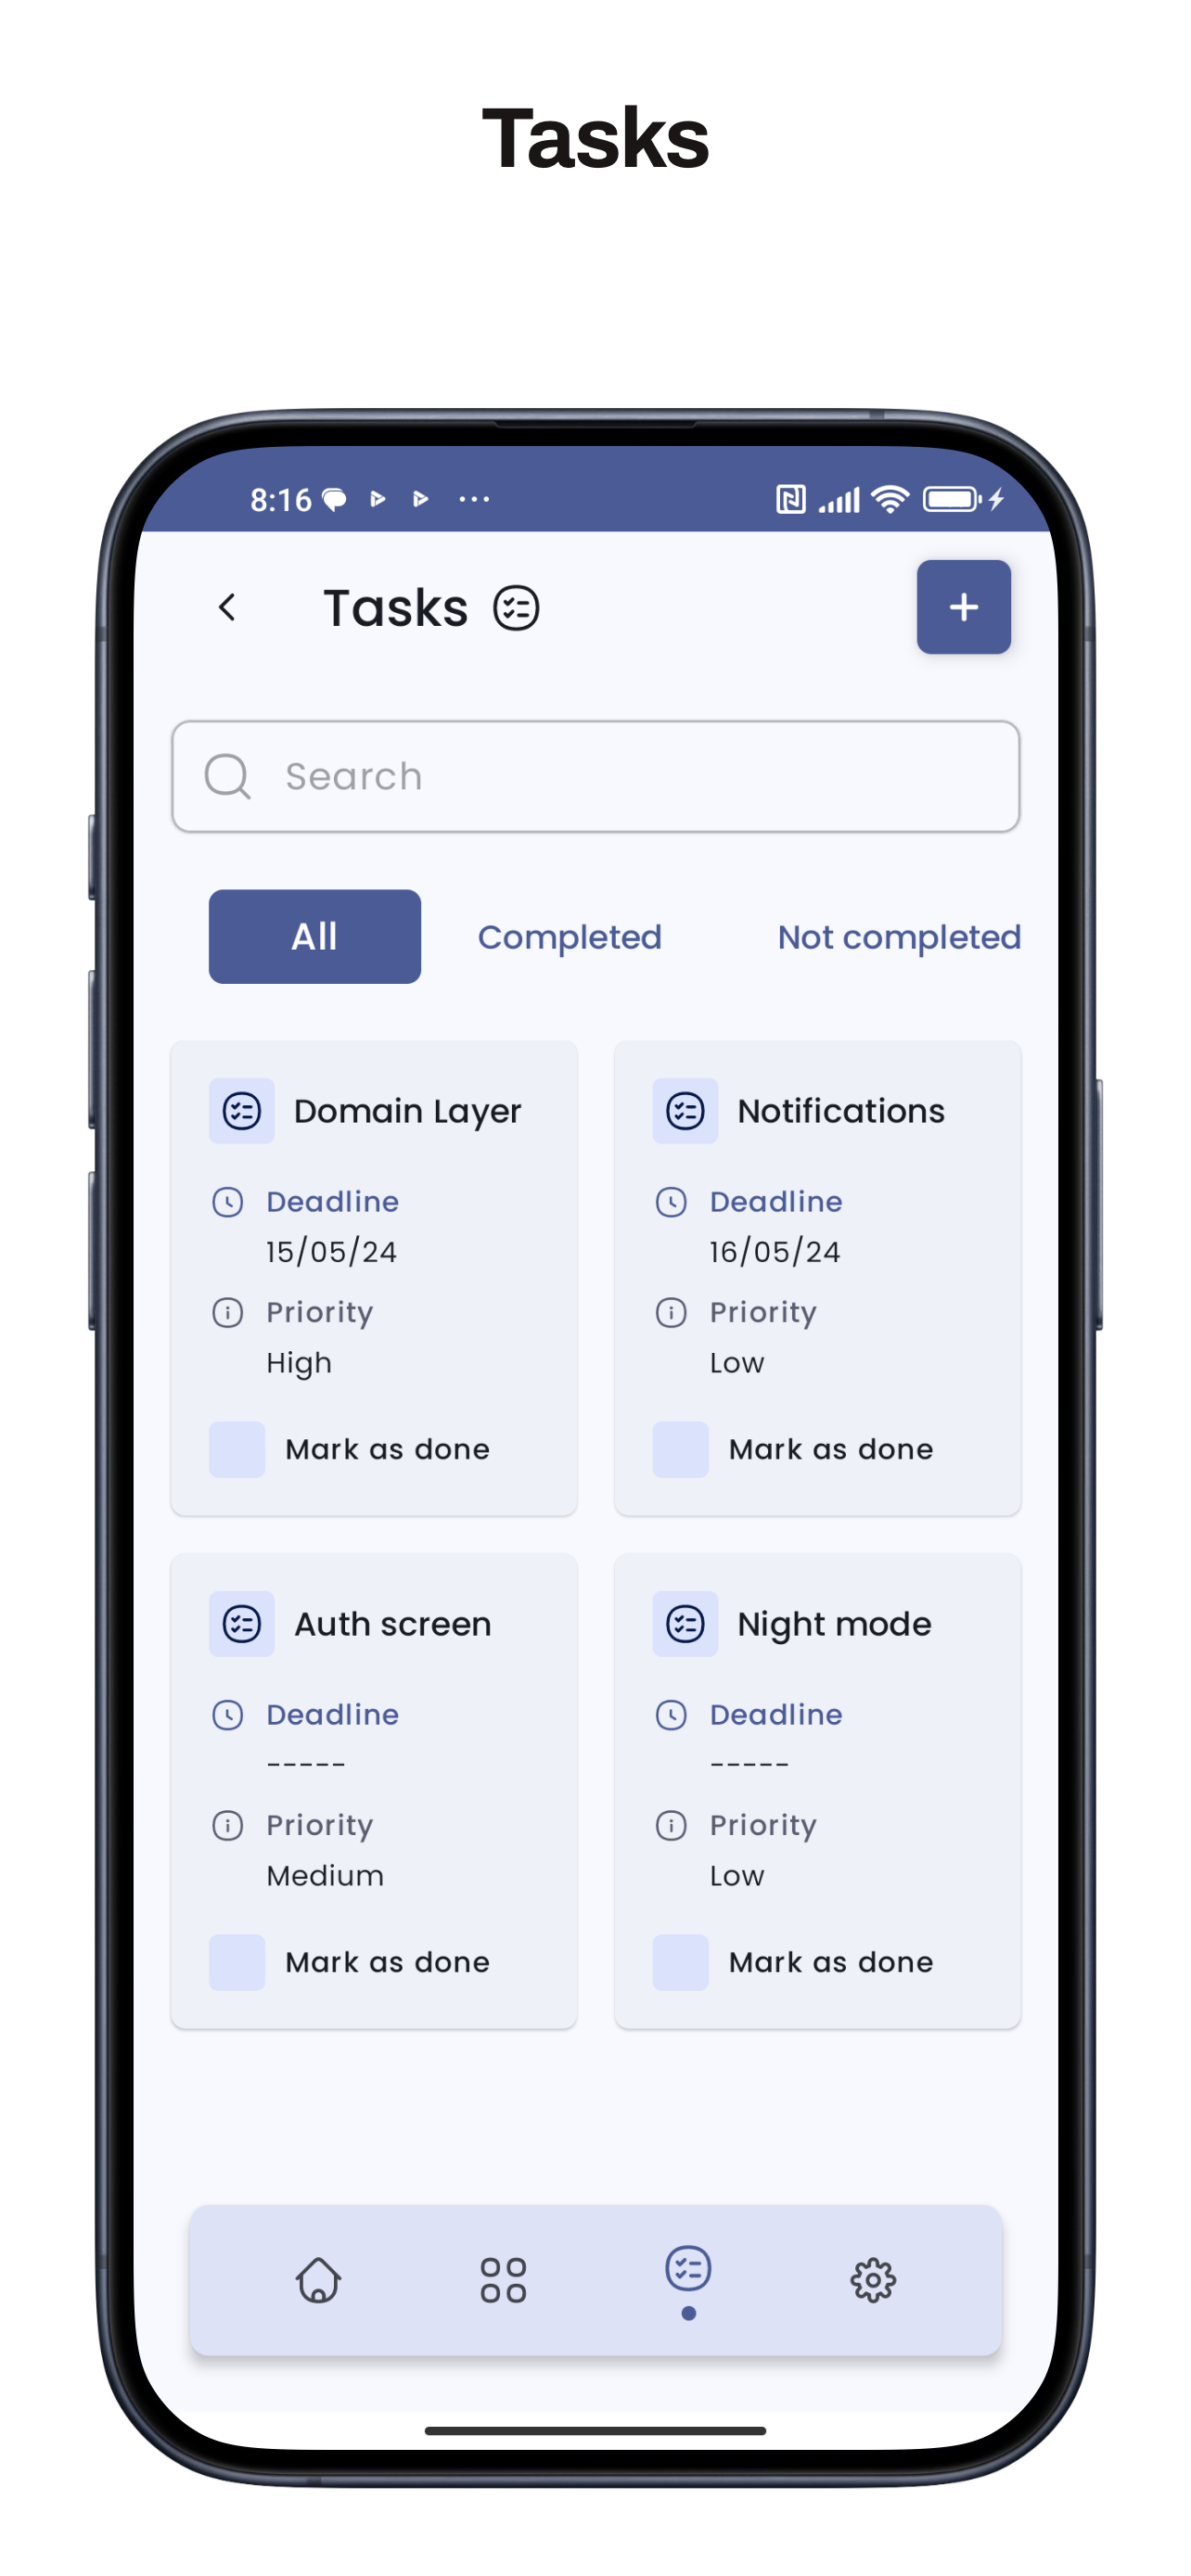 Tasks
8:16
Tasks
Search
All Completed Not completed
Domain Layer
Deadline
15/05/24
Priority
High
Mark as done
Notifications
Deadline
16/05/24
Priority
Low
Mark as done
Auth screen
Deadline
-----
Priority
Medium
Mark as done
Night mode
Deadline
-----
Priority
Low
Mark as done